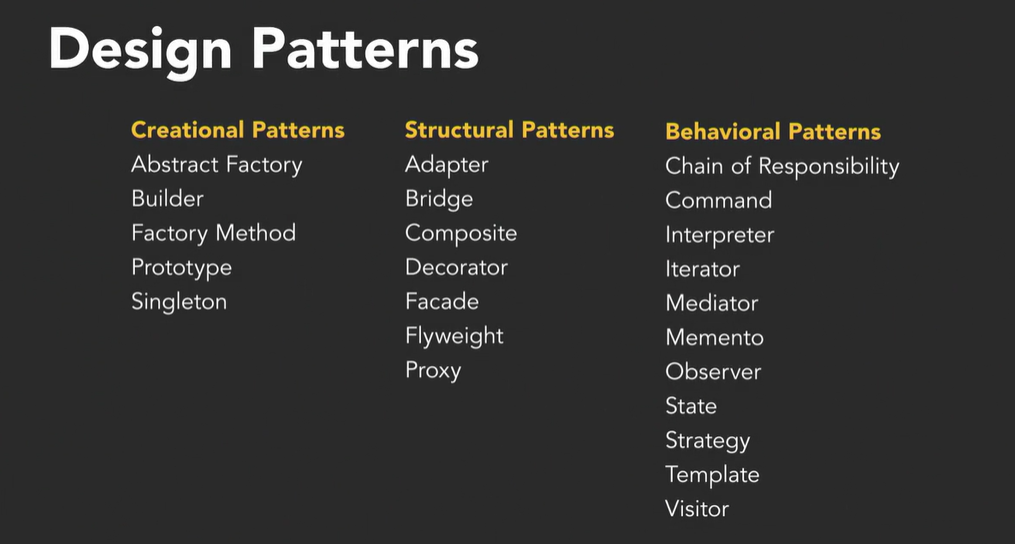 Design Patterns
Creational Patterns
Abstract Factory
Builder
Factory Method
Prototype
Singleton
Structural Patterns
Adapter
Bridge
Composite
Decorator
Facade
Flyweight
Proxy
Behavioral Patterns
Chain of Responsibility
Command
Interpreter
Iterator
Mediator
Memento
Observer
State
Strategy
Template
Visitor